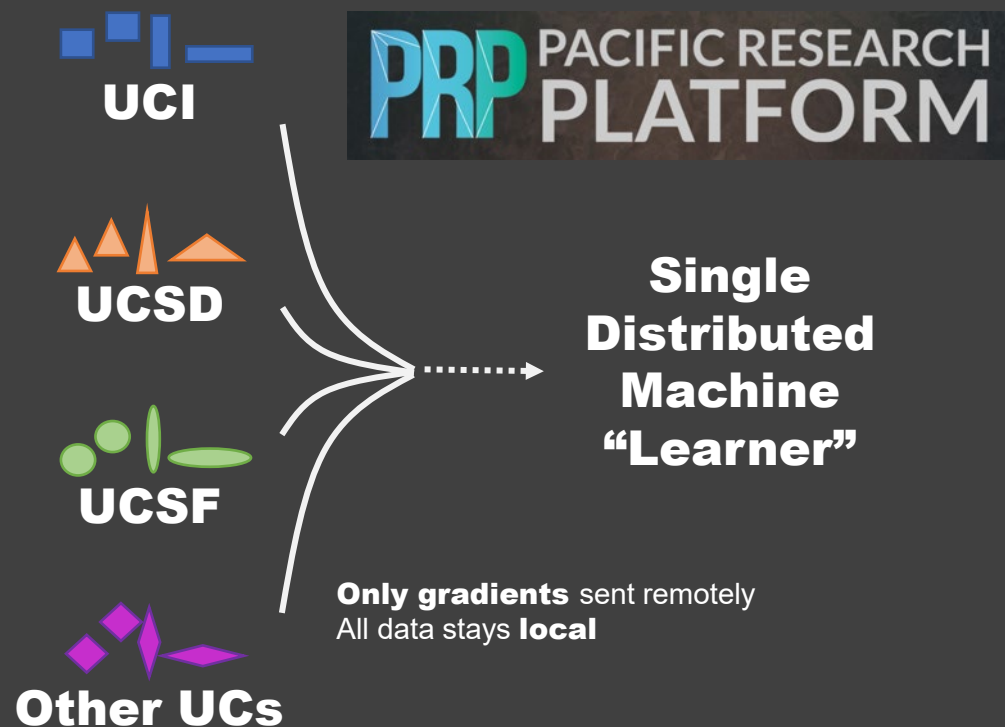 UCI
PRP PACIFIC RESEARCH
PLATFORM
UCSD
Single
Distributed
Machine
“Learner”
UCSF
Only gradients sent remotely
All data stays local
Other UCs